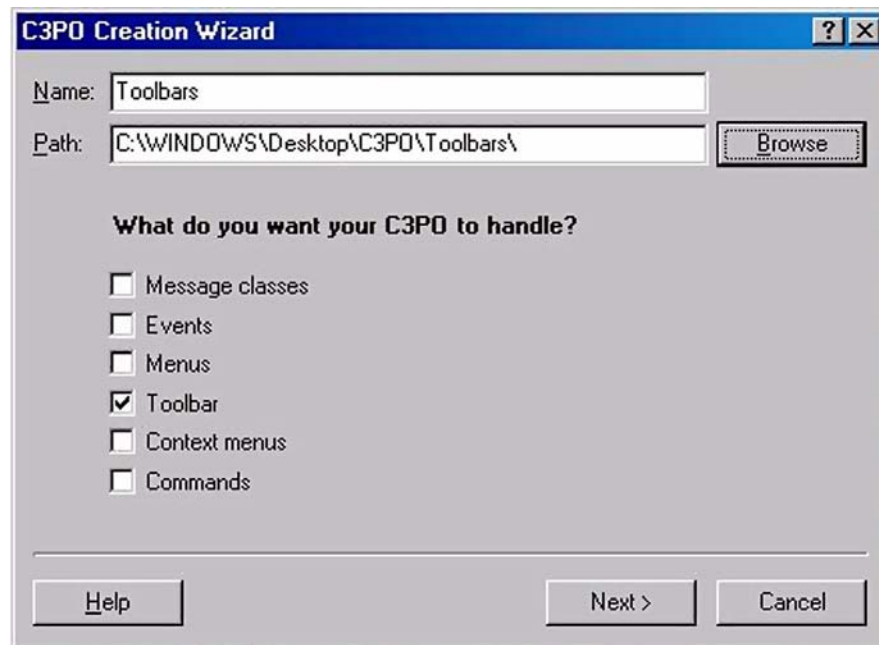 C3PO Creation Wizard
Name: Toolbars
Path: C:\WINDOWS\Desktop\C3PO\Toolbars\ Browse
What do you want your C3PO to handle?
Message classes
Events
Menus
Toolbar
Context menus
Commands
Help Next > Cancel